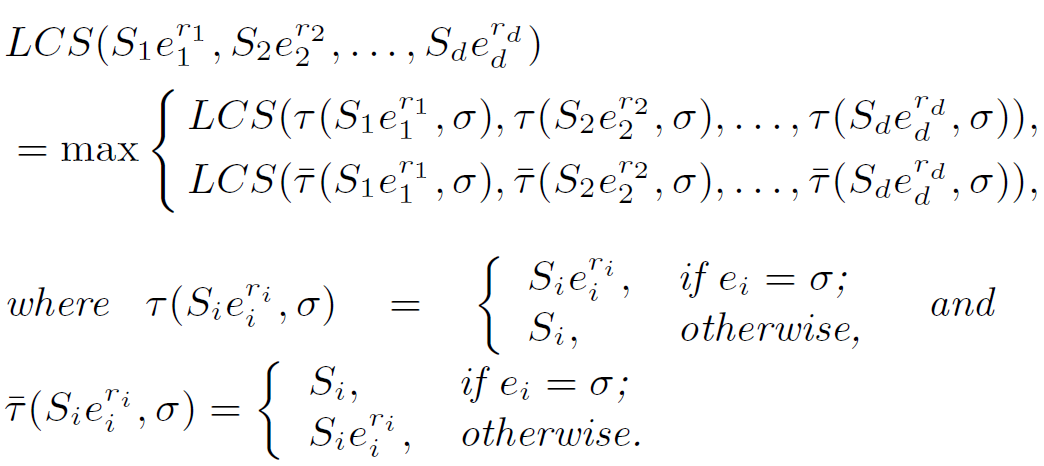 LCS(S_1e_1^{r_1}, S_2e_2^{r_2}, . . . , S_de_d^{r_d})
= max { LCS(τ(S_1e_1^{r_1}, σ), τ(S_2e_2^{r_2}, σ), . . . , τ(S_de_d^{r_d}, σ)),
LCS(τ̄(S_1e_1^{r_1}, σ), τ̄(S_2e_2^{r_2}, σ), . . . , τ̄(S_de_d^{r_d}, σ)),
where τ(S_ie_i^{r_i}, σ) = { S_ie_i^{r_i}, if e_i = σ; and
S_i, otherwise,
τ̄(S_ie_i^{r_i}, σ) = { S_i, if e_i = σ;
S_ie_i^{r_i}, otherwise.